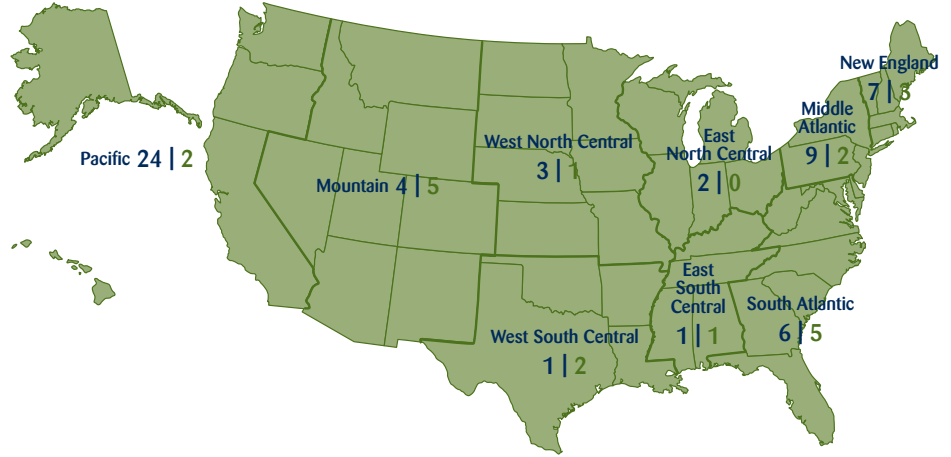 New England
7 | 3
Middle
Atlantic
9 | 2
East
North Central
2 | 0
West North Central
3 | 1
Pacific 24 | 2
Mountain 4 | 5
East
South
Central
1 | 1
South Atlantic
6 | 5
West South Central
1 | 2